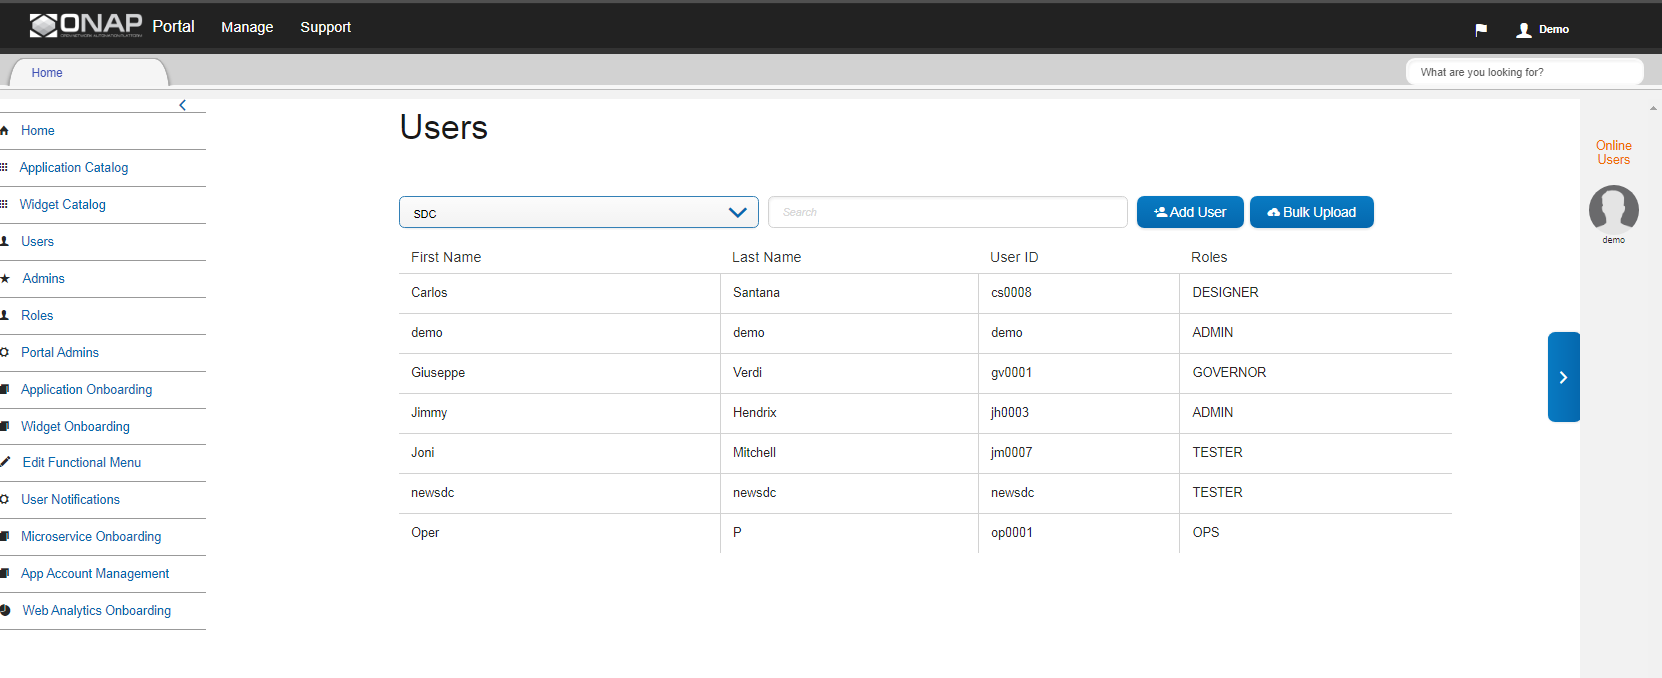 ONAP Portal Manage Support Demo
OPEN NETWORK AUTOMATION PLATFORM
Home What are you looking for?
Home
Application Catalog
Widget Catalog
Users
Admins
Roles
Portal Admins
Application Onboarding
Widget Onboarding
Edit Functional Menu
User Notifications
Microservice Onboarding
App Account Management
Web Analytics Onboarding
Users
SDC Search Add User Bulk Upload
First Name Last Name User ID Roles
Carlos Santana cs0008 DESIGNER
demo demo demo ADMIN
Giuseppe Verdi gv0001 GOVERNOR
Jimmy Hendrix jh0003 ADMIN
Joni Mitchell jm0007 TESTER
newsdc newsdc newsdc TESTER
Oper P op0001 OPS
Online
Users
demo